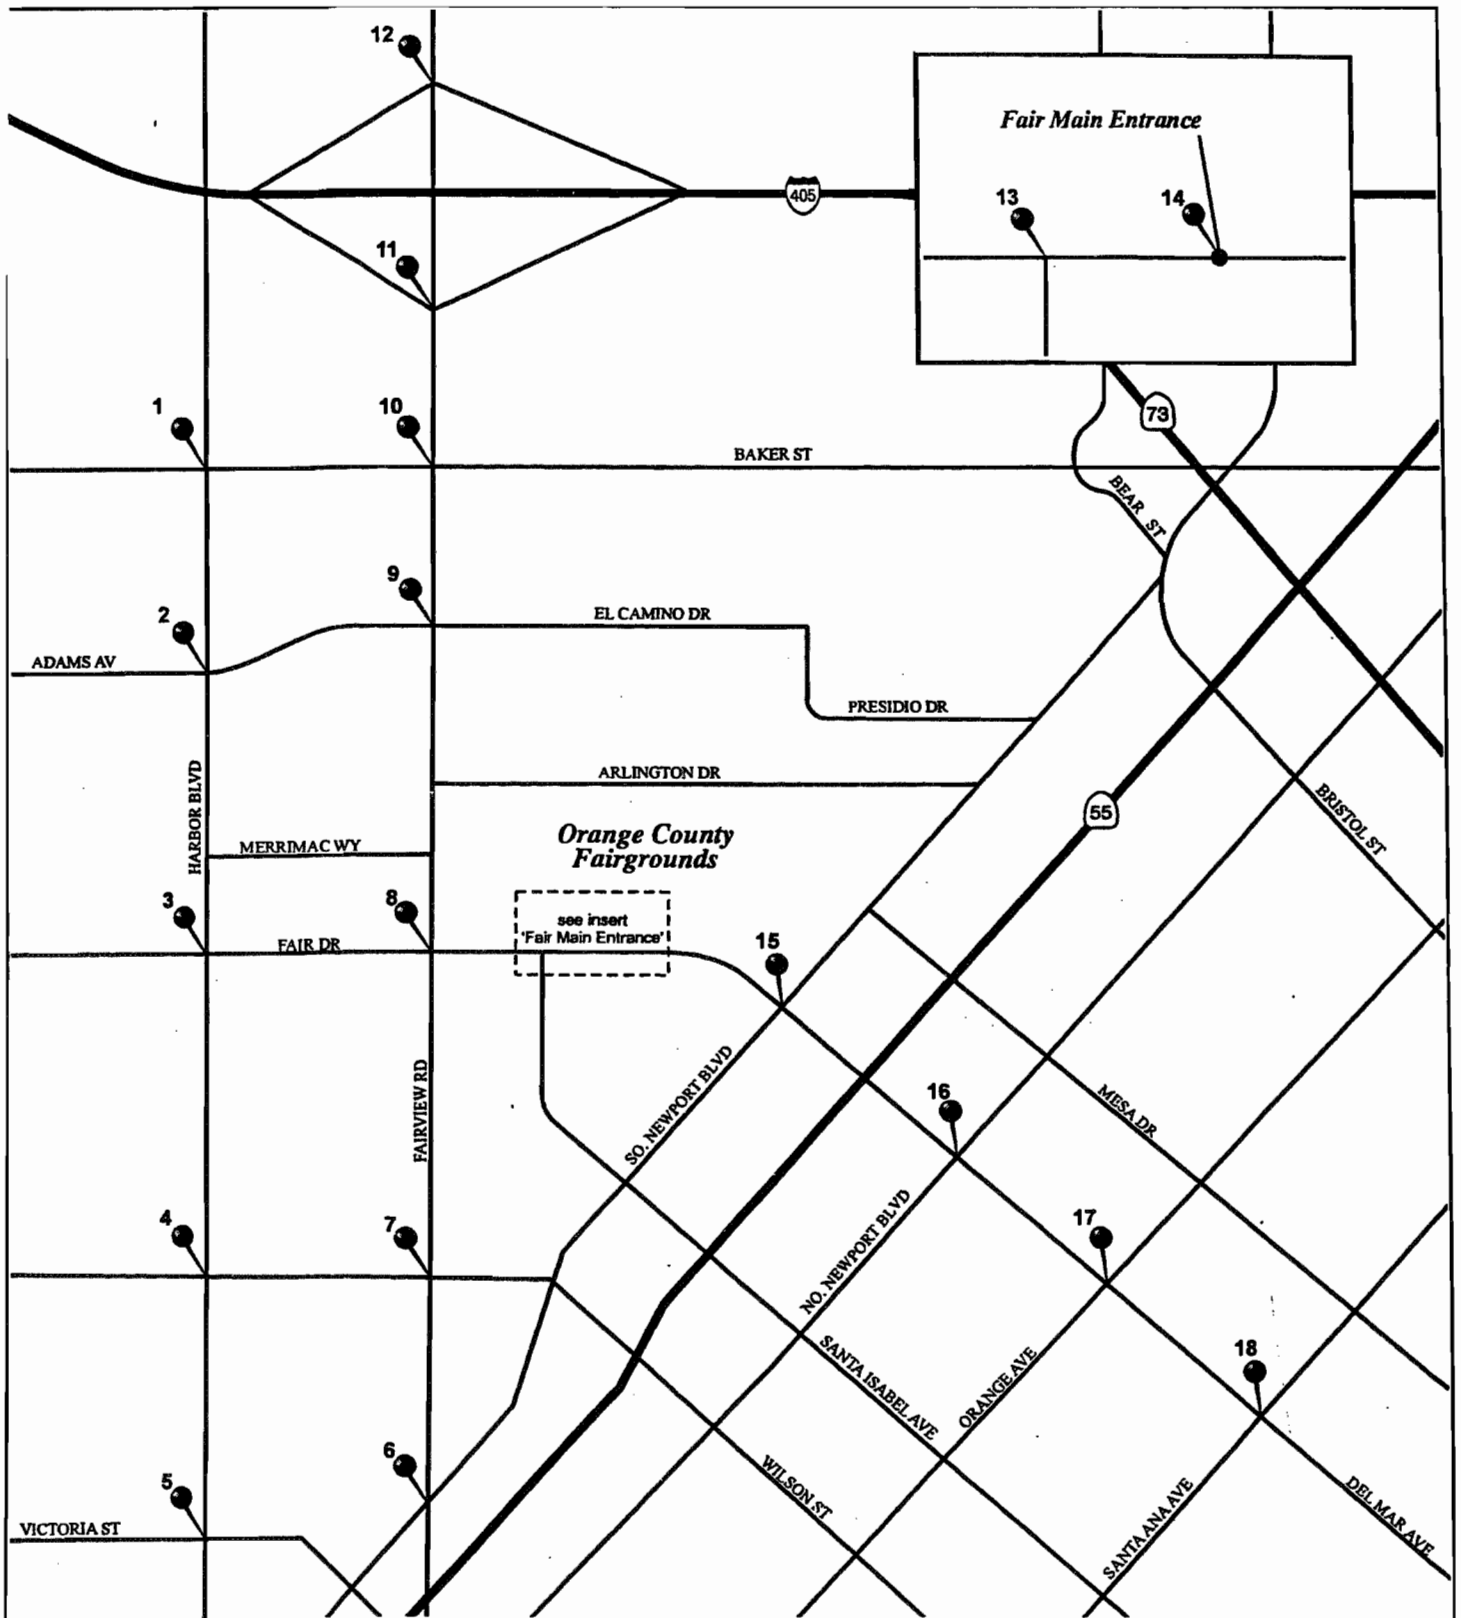 12
Fair Main Entrance
13
14
405
11
1
10
BAKER ST
73
BEAR ST
9
2
EL CAMINO DR
ADAMS AV
PRESIDIO DR
ARLINGTON DR
HARBOR BLVD
MERRIMAC WY
Orange County
Fairgrounds
55
BRISTOL ST
3
8
see insert
'Fair Main Entrance'
FAIR DR
15
FAIRVIEW RD
SO. NEWPORT BLVD
16
MESA DR
4
7
NO. NEWPORT BLVD
17
SANTA ISABEL AVE
ORANGE AVE
18
6
5
WILSON ST
VICTORIA ST
SANTA ANA AVE
DEL MAR AVE